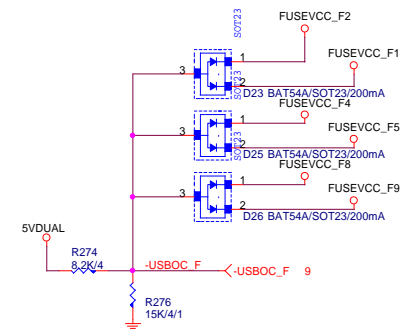 SOT23
FUSEVCC_F2
1
FUSEVCC_F1
3
2
SOT23
D23 BAT54A/SOT23/200mA
FUSEVCC_F4
1
FUSEVCC_F5
3
2
SOT23
D25 BAT54A/SOT23/200mA
FUSEVCC_F8
1
FUSEVCC_F9
3
2
D26 BAT54A/SOT23/200mA
5VDUAL
R274
8.2K/4
-USBOC_F
-USBOC_F 9
R276
15K/4/1